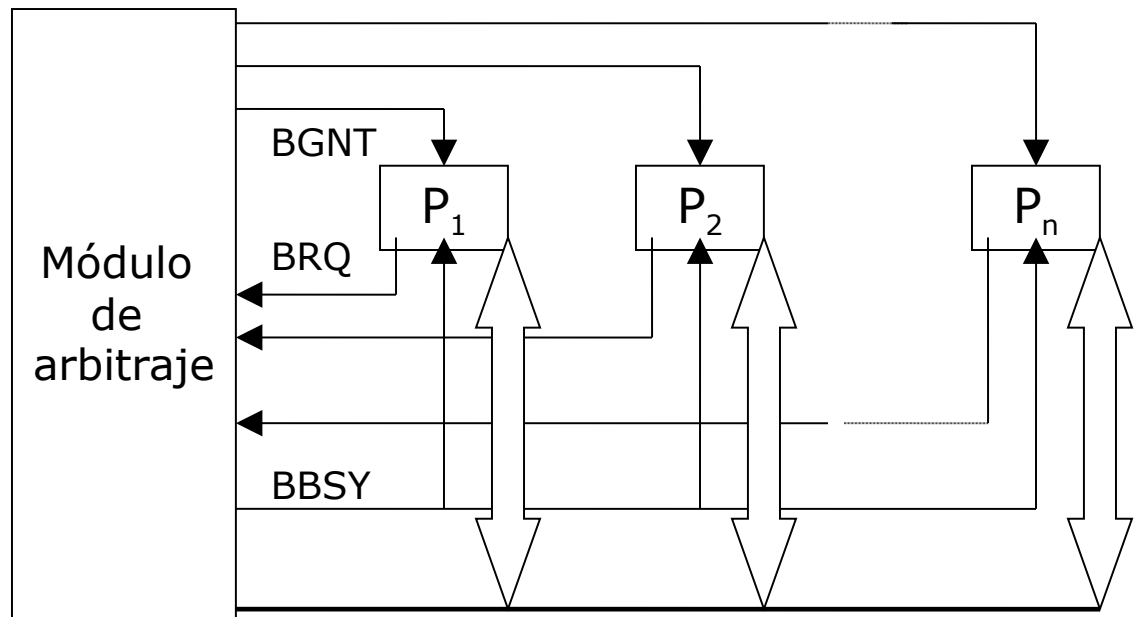 BGNT
P1
P2
Pn
Módulo
de
arbitraje
BRQ
BBSY